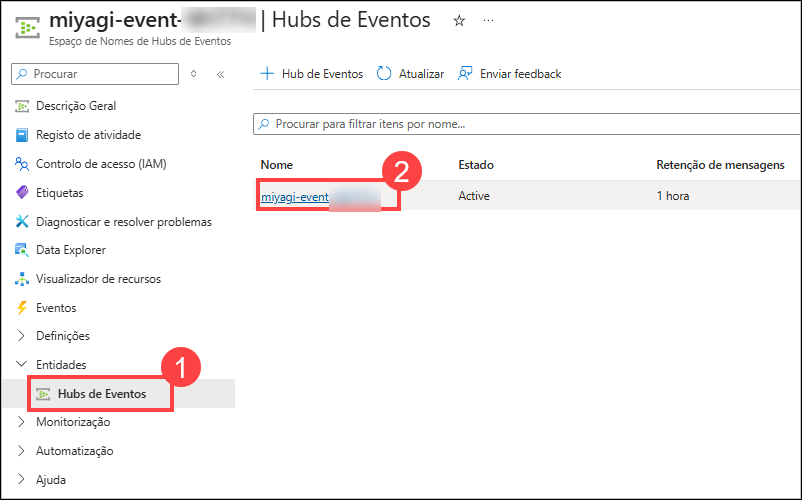 miyagi-event- | Hubs de Eventos
Espaço de Nomes de Hubs de Eventos
Procurar
Descrição Geral
Registo de atividade
Controlo de acesso (IAM)
Etiquetas
Diagnosticar e resolver problemas
Data Explorer
Visualizador de recursos
Eventos
Definições
Entidades
1
Hubs de Eventos
Monitorização
Automatização
Ajuda
Hub de Eventos Atualizar Enviar feedback
Procurar para filtrar itens por nome...
2
Nome Estado Retenção de mensagens
miyagi-event Active 1 hora